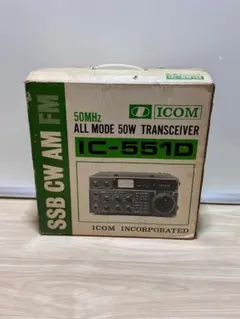 SSB CW AM FM
ICOM
50MHz
ALL MODE 50W TRANSCEIVER
IC-551D
ICOM INCORPORATED